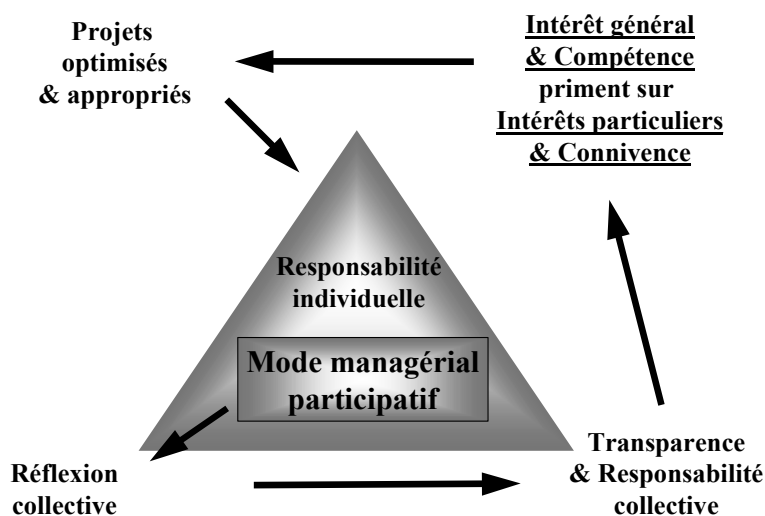 Projets
optimisés
& appropriés
Intérêt général
& Compétence
priment sur
Intérêts particuliers
& Connivence
Responsabilité
individuelle
Mode managérial
participatif
Réflexion
collective
Transparence
& Responsabilité
collective